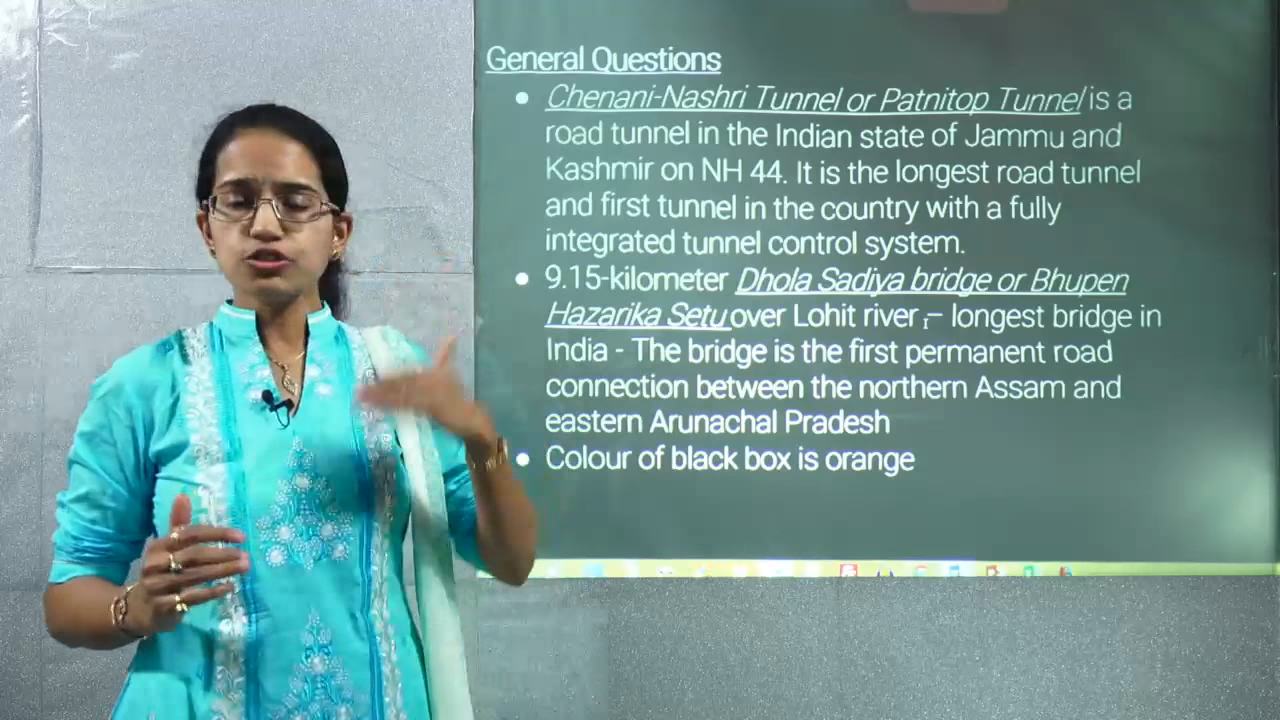 General Questions
• Chenani-Nashri Tunnel or Patnitop Tunnel is a
road tunnel in the Indian state of Jammu and
Kashmir on NH 44. It is the longest road tunnel
and first tunnel in the country with a fully
integrated tunnel control system.
• 9.15-kilometer Dhola Sadiya bridge or Bhupen
Hazarika Setu over Lohit river, – longest bridge in
India - The bridge is the first permanent road
connection between the northern Assam and
eastern Arunachal Pradesh
• Colour of black box is orange